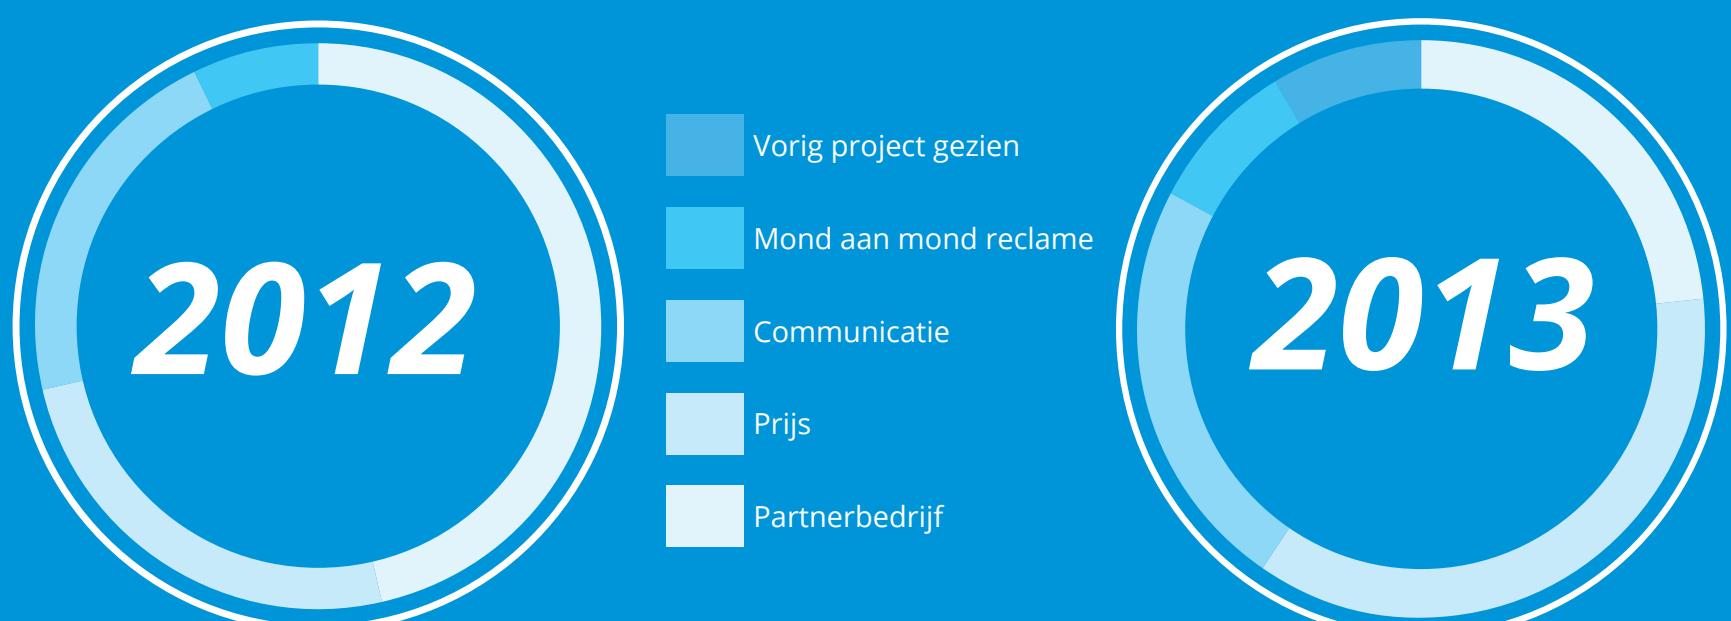 2012
Vorig project gezien
Mond aan mond reclame
Communicatie
Prijs
Partnerbedrijf
2013